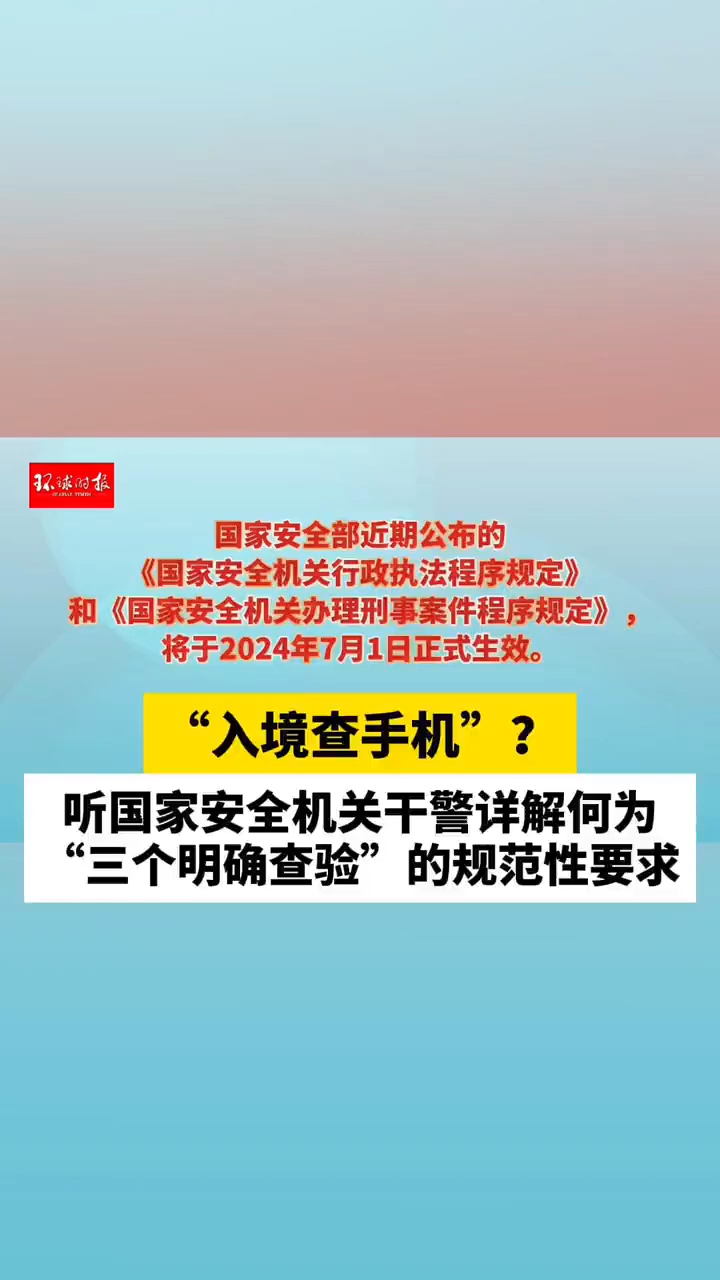 环球时报
GLOBAL TIMES
国家安全部近期公布的
《国家安全机关行政执法程序规定》
和《国家安全机关办理刑事案件程序规定》，
将于2024年7月1日正式生效。
“入境查手机”？
听国家安全机关干警详解何为
“三个明确查验”的规范性要求